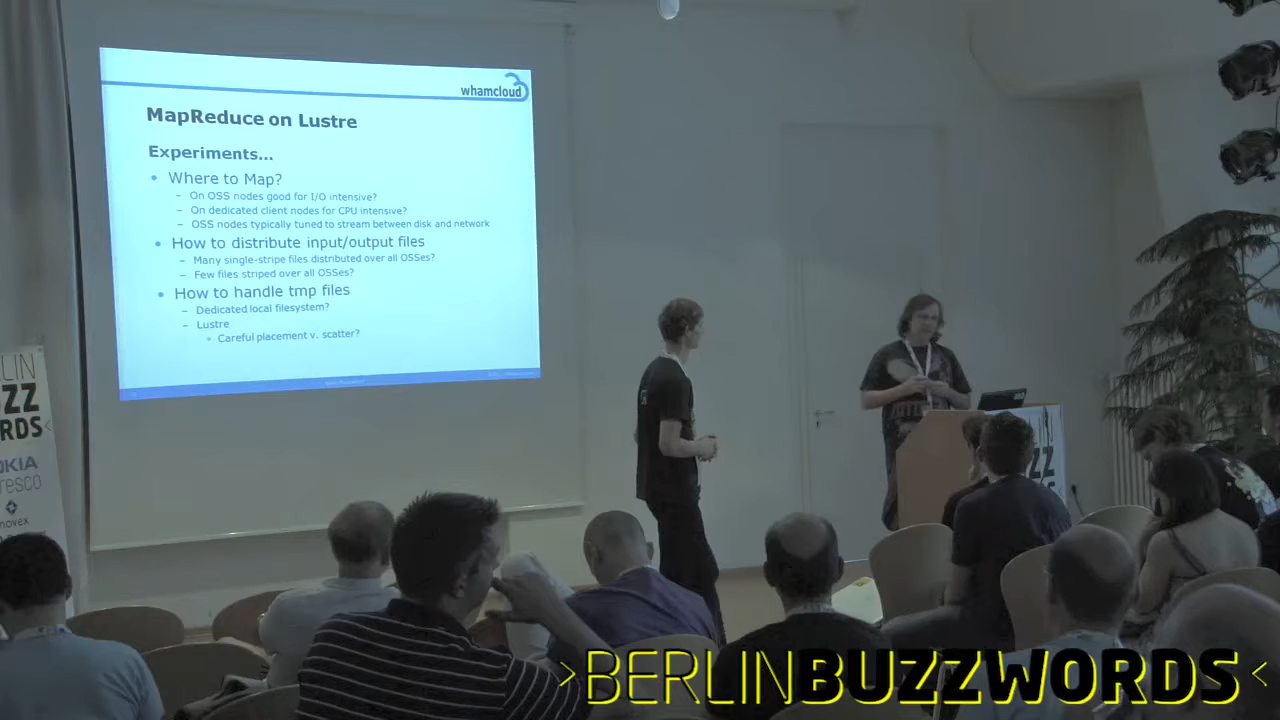 whamcloud
MapReduce on Lustre
Experiments...
• Where to Map?
– On OSS nodes good for I/O intensive?
– On dedicated client nodes for CPU intensive?
– OSS nodes typically tuned to stream between disk and network
• How to distribute input/output files
– Many single-stripe files distributed over all OSSes?
– Few files striped over all OSSes?
• How to handle tmp files
– Dedicated local filesystem?
– Lustre
• Careful placement v. scatter?
LIN
ZZ
RDS
OKIA
resco
novex
ZZ
>BERLINBUZZWORDS<